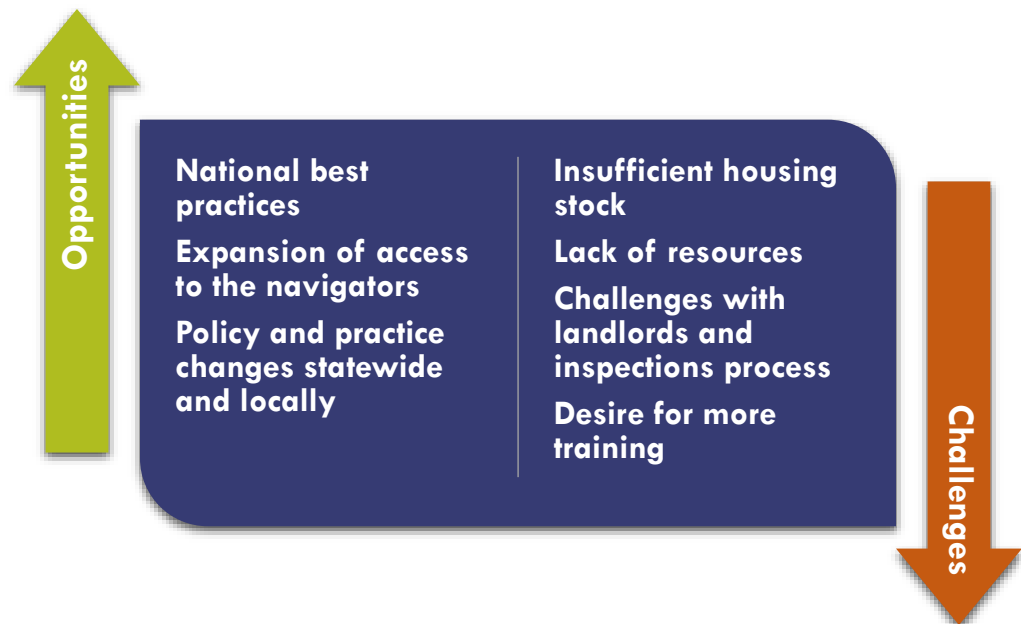 Opportunities
National best
practices
Expansion of access
to the navigators
Policy and practice
changes statewide
and locally
Insufficient housing
stock
Lack of resources
Challenges with
landlords and
inspections process
Desire for more
training
Challenges